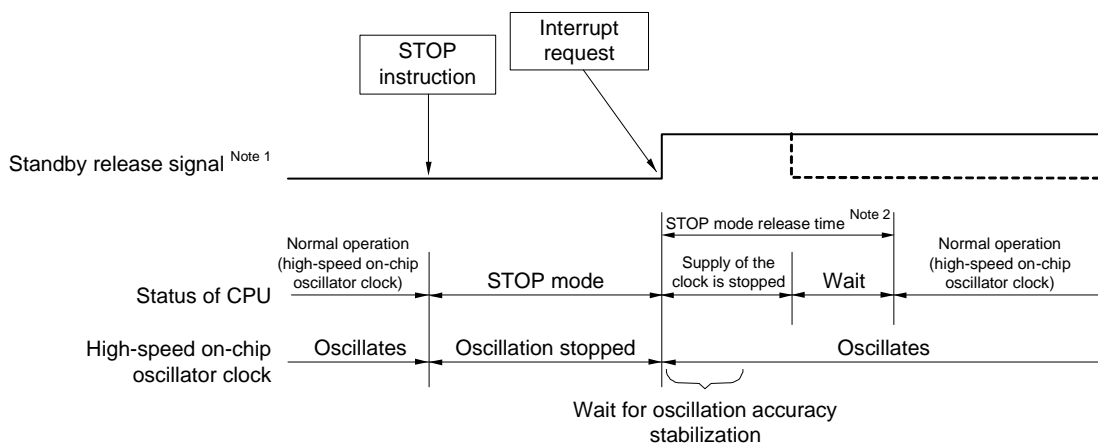 STOP
instruction
Interrupt
request
Standby release signal Note 1
STOP mode release time Note 2
Normal operation
(high-speed on-chip
oscillator clock)
Supply of the
clock is stopped
Normal operation
(high-speed on-chip
oscillator clock)
Status of CPU
STOP mode
Wait
High-speed on-chip
oscillator clock
Oscillates
Oscillation stopped
Oscillates
Wait for oscillation accuracy
stabilization